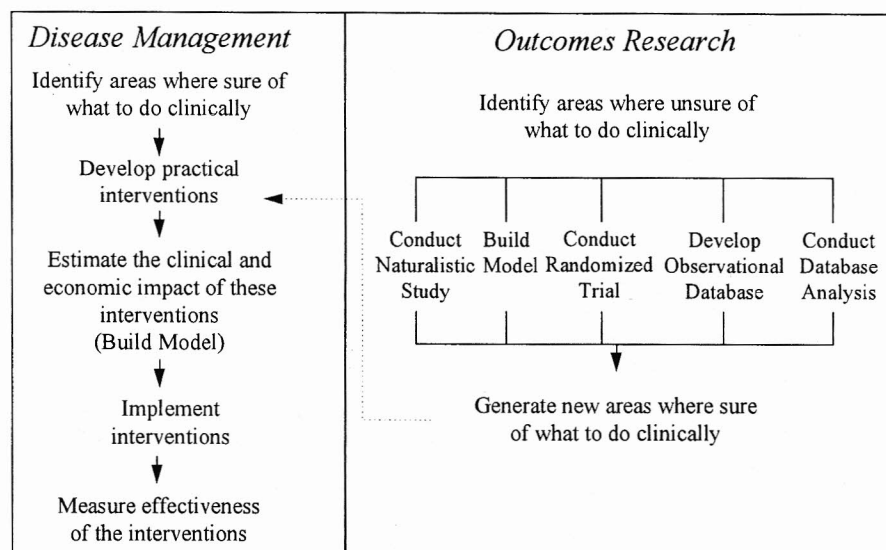 Disease Management
Identify areas where sure of
what to do clinically
Develop practical
interventions
Estimate the clinical and
economic impact of these
interventions
(Build Model)
Implement
interventions
Measure effectiveness
of the interventions
Outcomes Research
Identify areas where unsure of
what to do clinically
Conduct
Naturalistic
Study
Build
Model
Conduct
Randomized
Trial
Develop
Observational
Database
Conduct
Database
Analysis
Generate new areas where sure
of what to do clinically